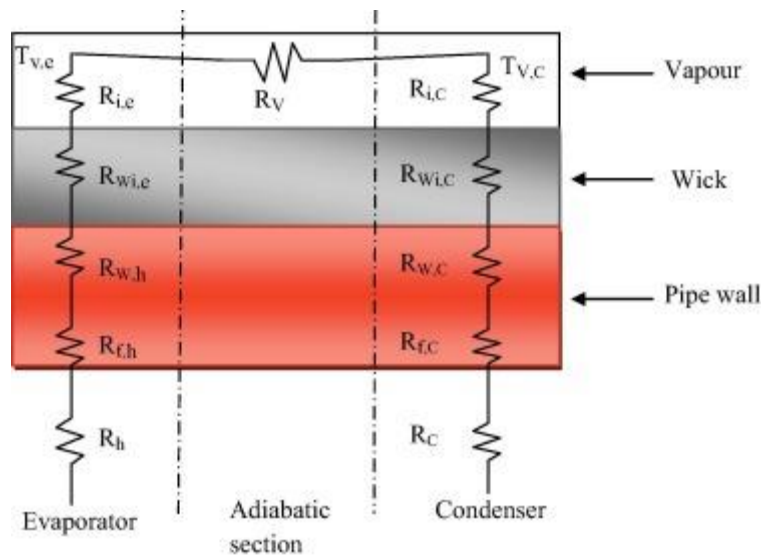 T_{v.e}
T_{V.C}
Vapour
R_{i.e}
R_V
R_{i,C}
R_{Wi.e}
R_{Wi,C}
Wick
R_{w.h}
R_{W.C}
Pipe wall
R_{f.h}
R_{f.C}
R_h
R_C
Evaporator
Adiabatic
section
Condenser